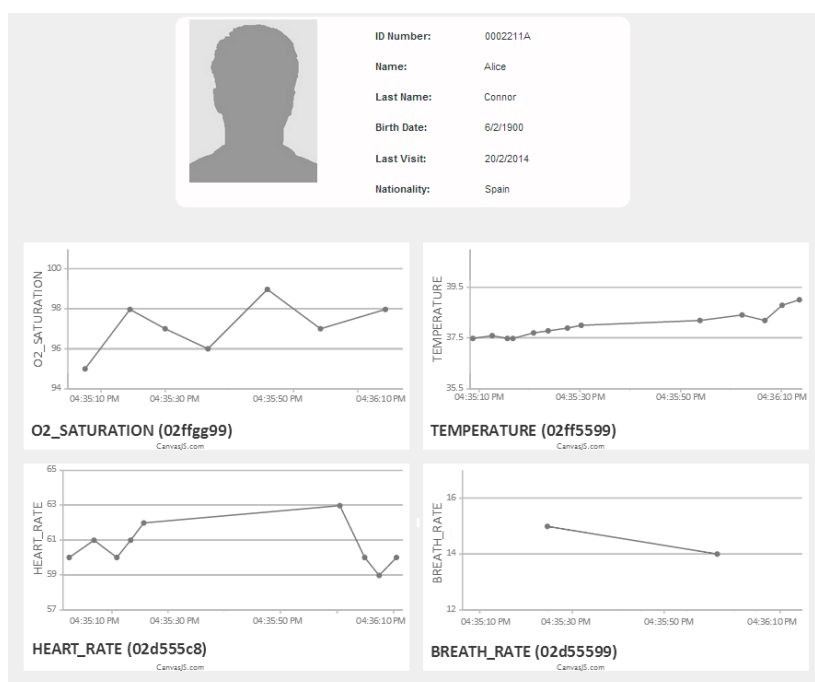 ID Number: 0002211A
Name: Alice
Last Name: Connor
Birth Date: 6/2/1900
Last Visit: 20/2/2014
Nationality: Spain
O2_SATURATION
100
98
96
94
04:35:10 PM 04:35:30 PM 04:35:50 PM 04:36:10 PM
O2_SATURATION (02ffgg99)
CanvasJS.com
TEMPERATURE
39.5
37.5
35.5
04:35:10 PM 04:35:30 PM 04:35:50 PM 04:36:10 PM
TEMPERATURE (02ff5599)
CanvasJS.com
HEART_RATE
65
63
61
59
57
04:35:10 PM 04:35:30 PM 04:35:50 PM 04:36:10 PM
HEART_RATE (02d555c8)
CanvasJS.com
BREATH_RATE
16
14
12
04:35:10 PM 04:35:30 PM 04:35:50 PM 04:36:10 PM
BREATH_RATE (02d55599)
CanvasJS.com